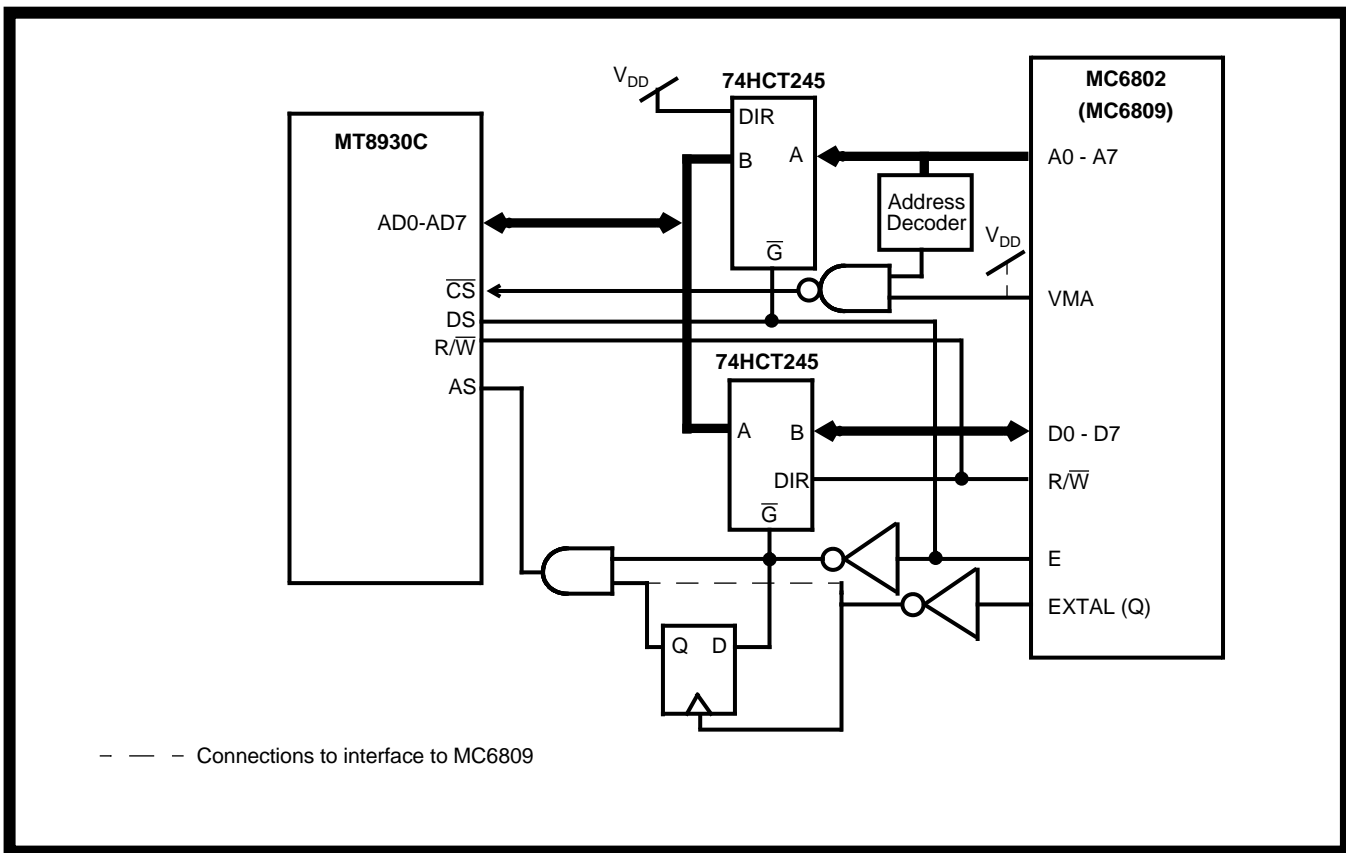 MT8930C
AD0-AD7
C̅S̅
DS
R/W̅
AS
V_DD
74HCT245
DIR
B
A
G̅
Address
Decoder
V_DD
74HCT245
A
B
DIR
G̅
Q
D
MC6802
(MC6809)
A0 - A7
VMA
D0 - D7
R/W̅
E
EXTAL (Q)
Connections to interface to MC6809